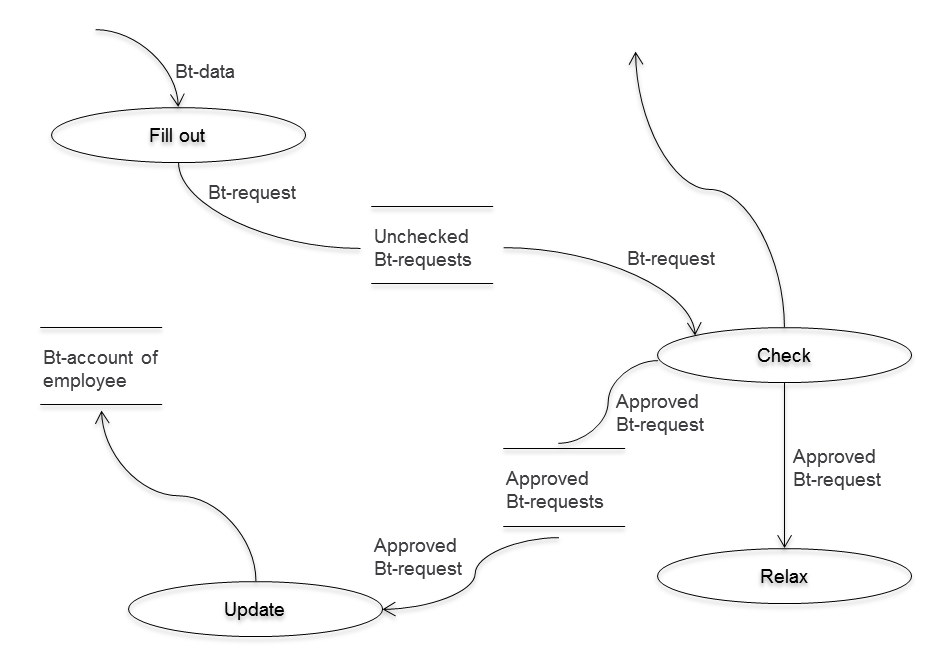 Bt-data
Fill out
Bt-request
Unchecked
Bt-requests
Bt-request
Bt-account of
employee
Check
Approved
Bt-request
Approved
Bt-request
Approved
Bt-requests
Approved
Bt-request
Relax
Update